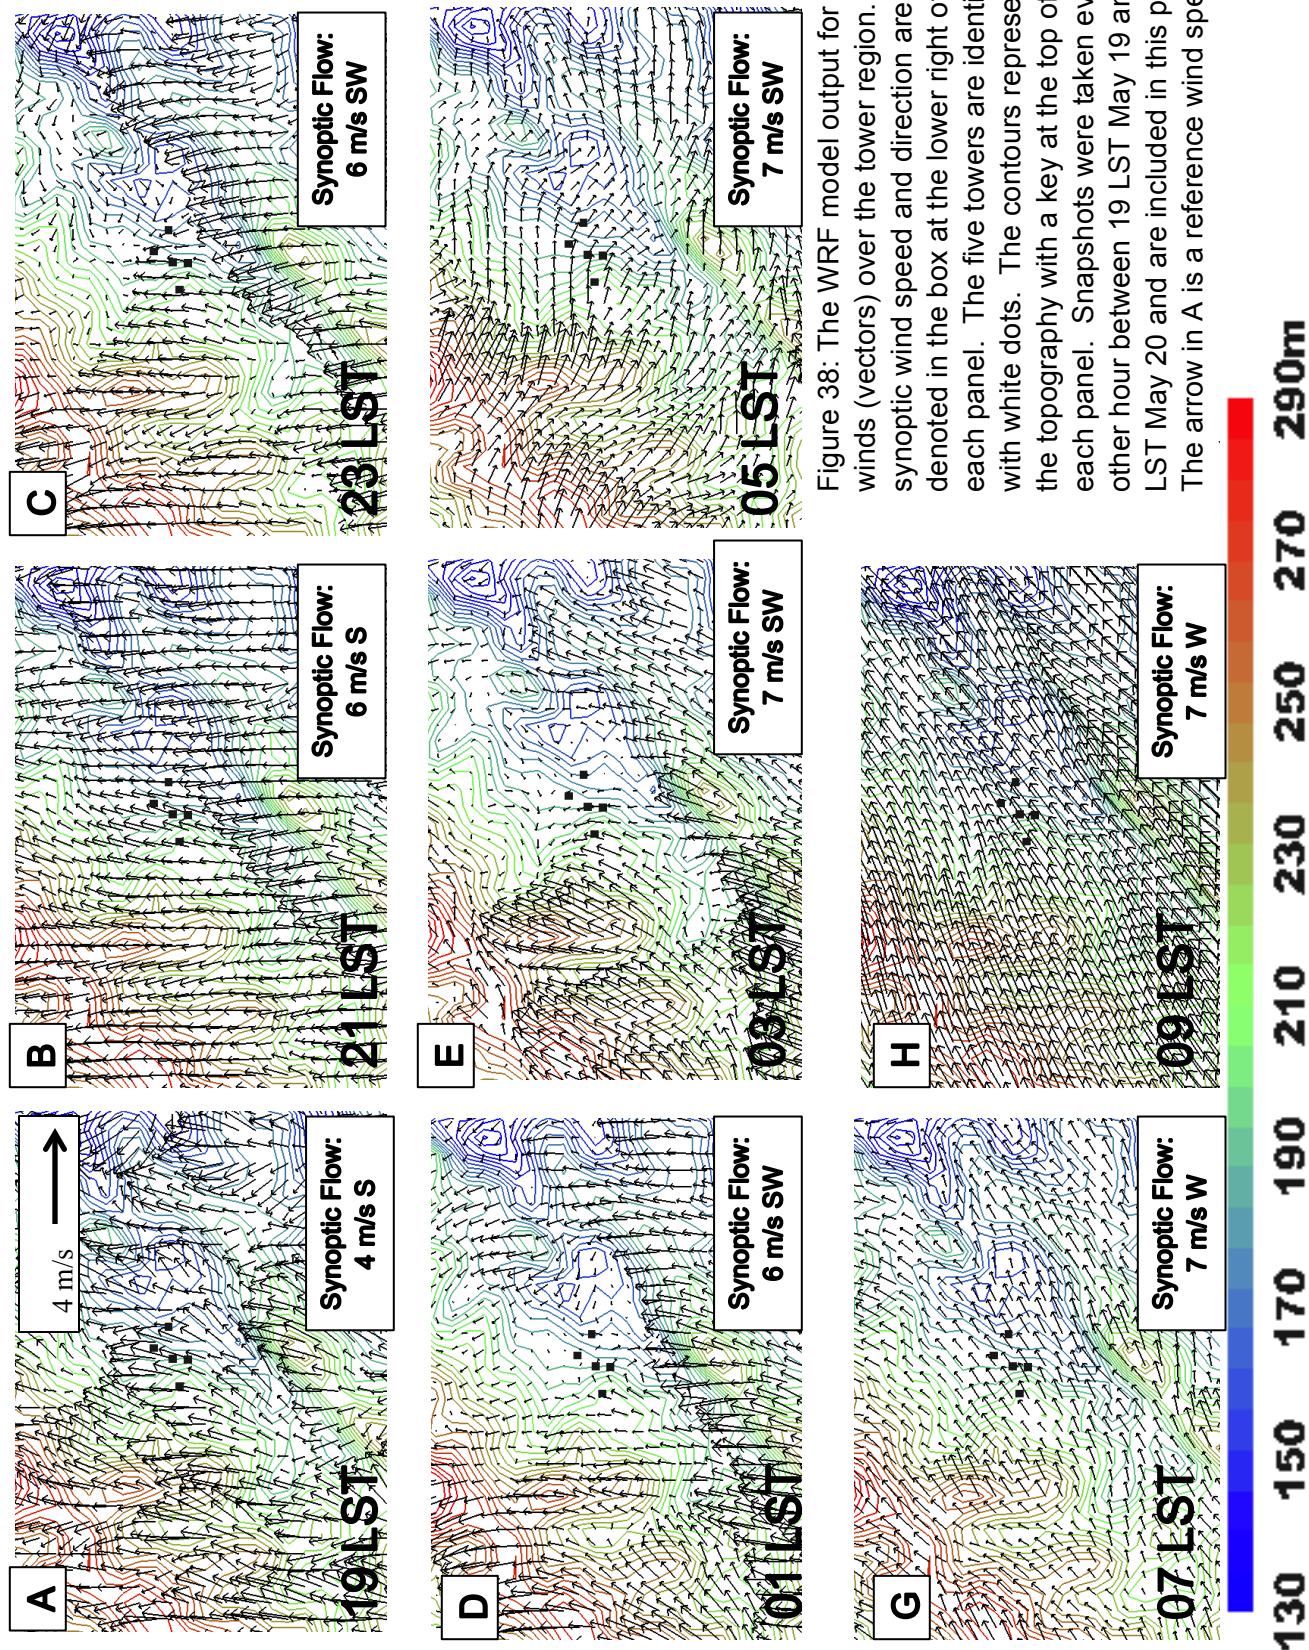 A
4 m/s
19 LST
Synoptic Flow:
4 m/s S
B
21 LST
Synoptic Flow:
6 m/s S
C
23 LST
Synoptic Flow:
6 m/s SW
D
01 LST
Synoptic Flow:
6 m/s SW
E
03 LST
Synoptic Flow:
7 m/s SW
05 LST
Synoptic Flow:
7 m/s SW
G
07 LST
Synoptic Flow:
7 m/s W
H
09 LST
Synoptic Flow:
7 m/s W
Figure 38: The WRF model output for
winds (vectors) over the tower region.
synoptic wind speed and direction are
denoted in the box at the lower right of
each panel. The five towers are
with white dots. The contours
the topography with a key at the top of
each panel. Snapshots were taken
other hour between 19 LST May 19
LST May 20 and are included in this
The arrow in A is a reference wind
130 150 170 190 210 230 250 270 290m